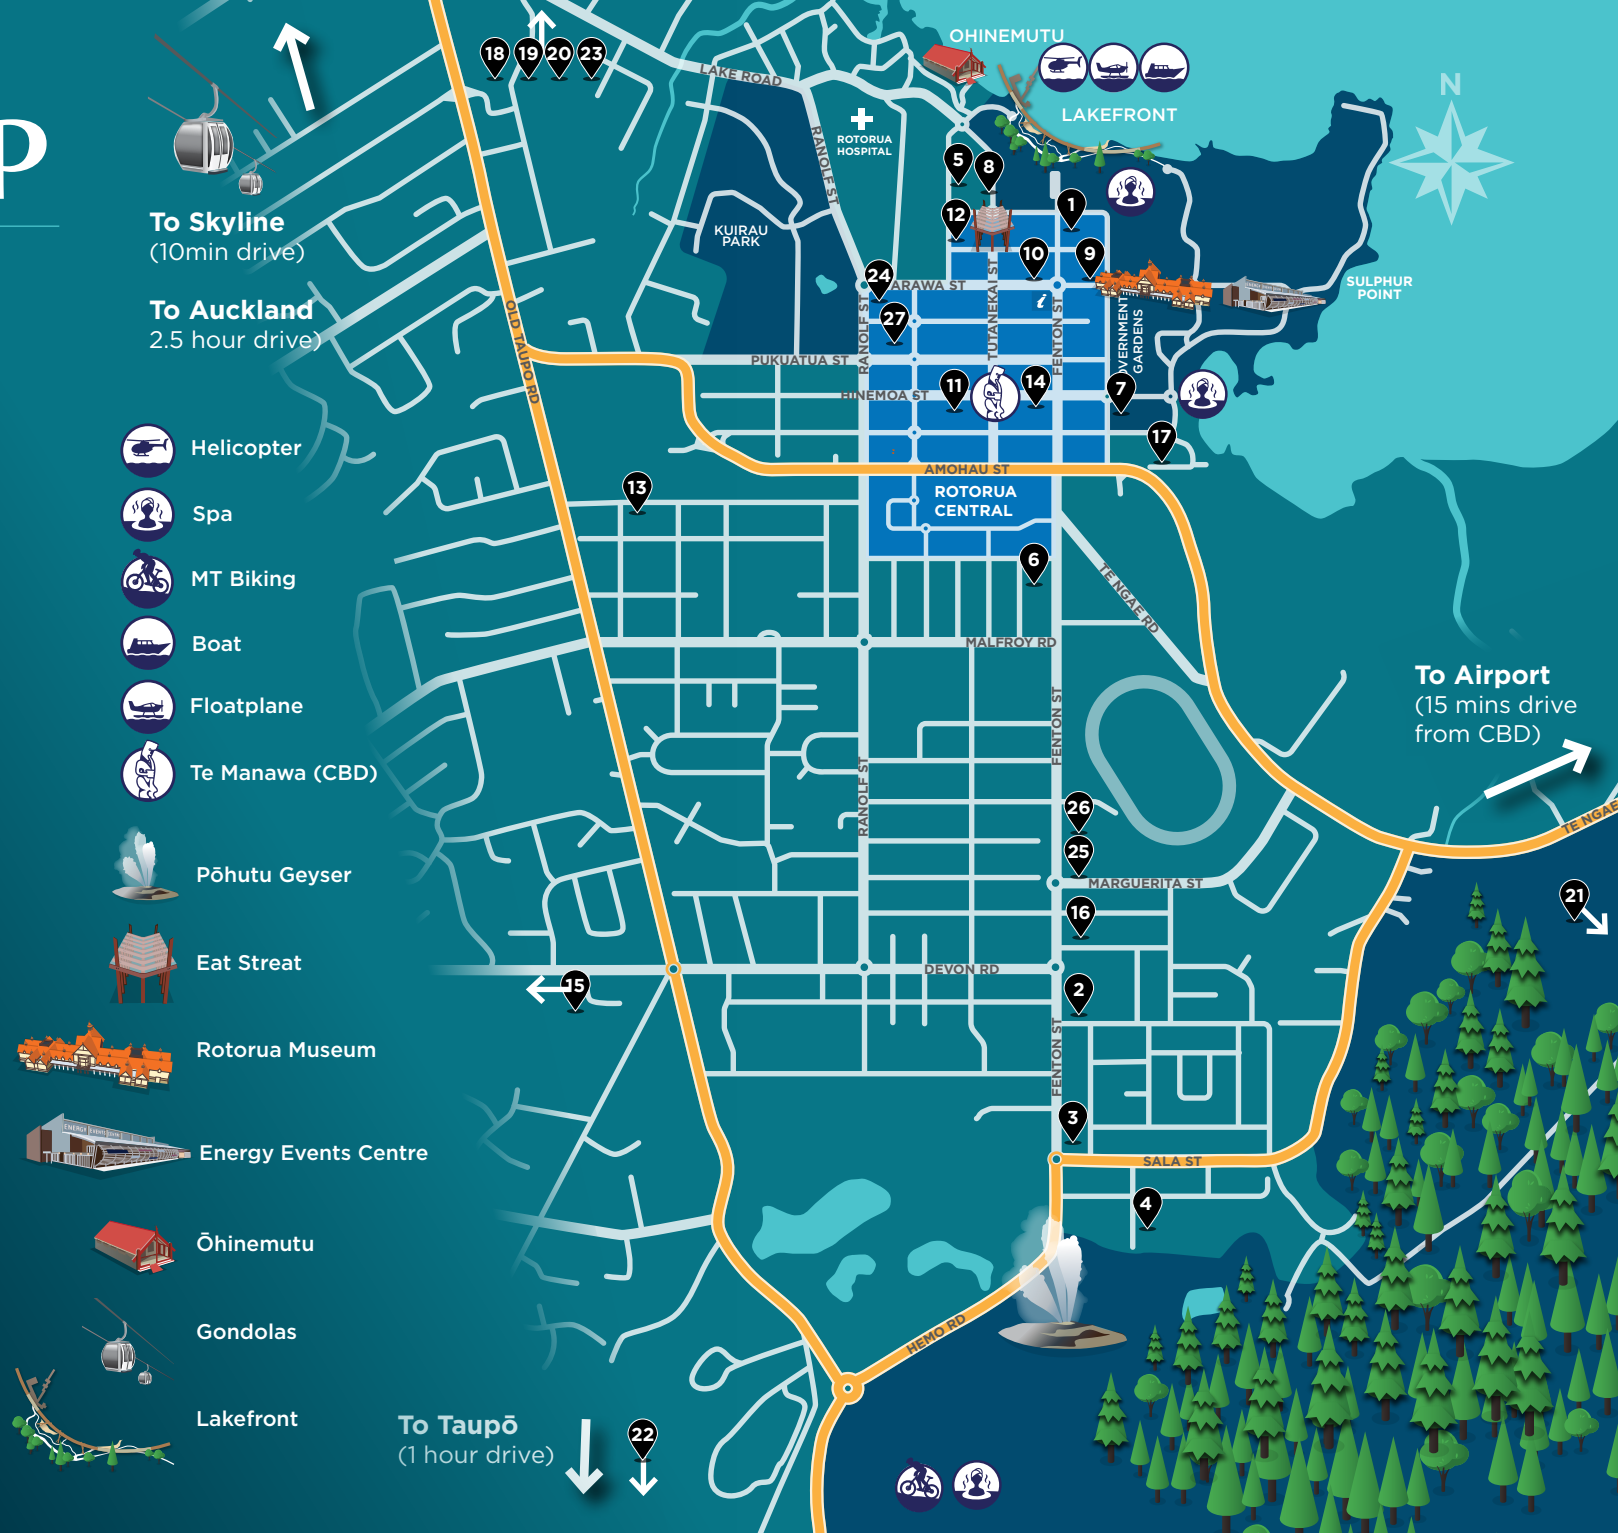 P
18
19
20
23
OHINEMUTU
LAKE ROAD
LAKEFRONT
N
RANOLF ST
ROTORUA
HOSPITAL
5
8
1
12
To Skyline
(10min drive)
KUIRAU
PARK
10
9
24
ARAWA ST
i
SULPHUR
POINT
To Auckland
2.5 hour drive)
OLD TAUPO RD
27
RANOLF ST
TUTANEKAI ST
FENTON ST
GARDENS
PUKUATUA ST
HINEMOA ST
11
14
7
17
AMOHAU ST
ROTORUA
CENTRAL
13
6
TE NGAE RD
MALFROY RD
Helicopter
Spa
MT Biking
Boat
Floatplane
Te Manawa (CBD)
FENTON ST
RANOLF ST
To Airport
(15 mins drive
from CBD)
TE NGAE
26
25
MARGUERITA ST
16
21
DEVON RD
15
2
FENTON ST
3
SALA ST
4
HEMO RD
Pōhutu Geyser
Eat Streat
Rotorua Museum
ENERGY EVENTS CENTRE
Energy Events Centre
Ōhinemutu
Gondolas
Lakefront
To Taupō
(1 hour drive)
22